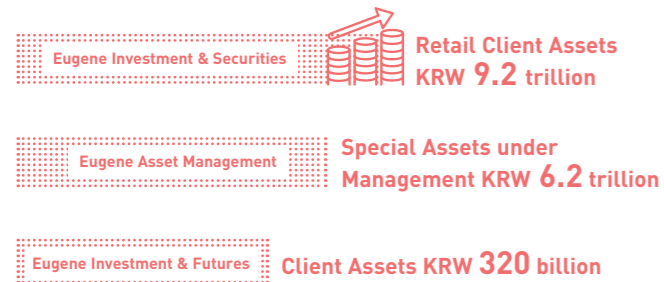 Eugene Investment & Securities
Retail Client Assets
KRW 9.2 trillion
Eugene Asset Management
Special Assets under
Management KRW 6.2 trillion
Eugene Investment & Futures
Client Assets KRW 320 billion